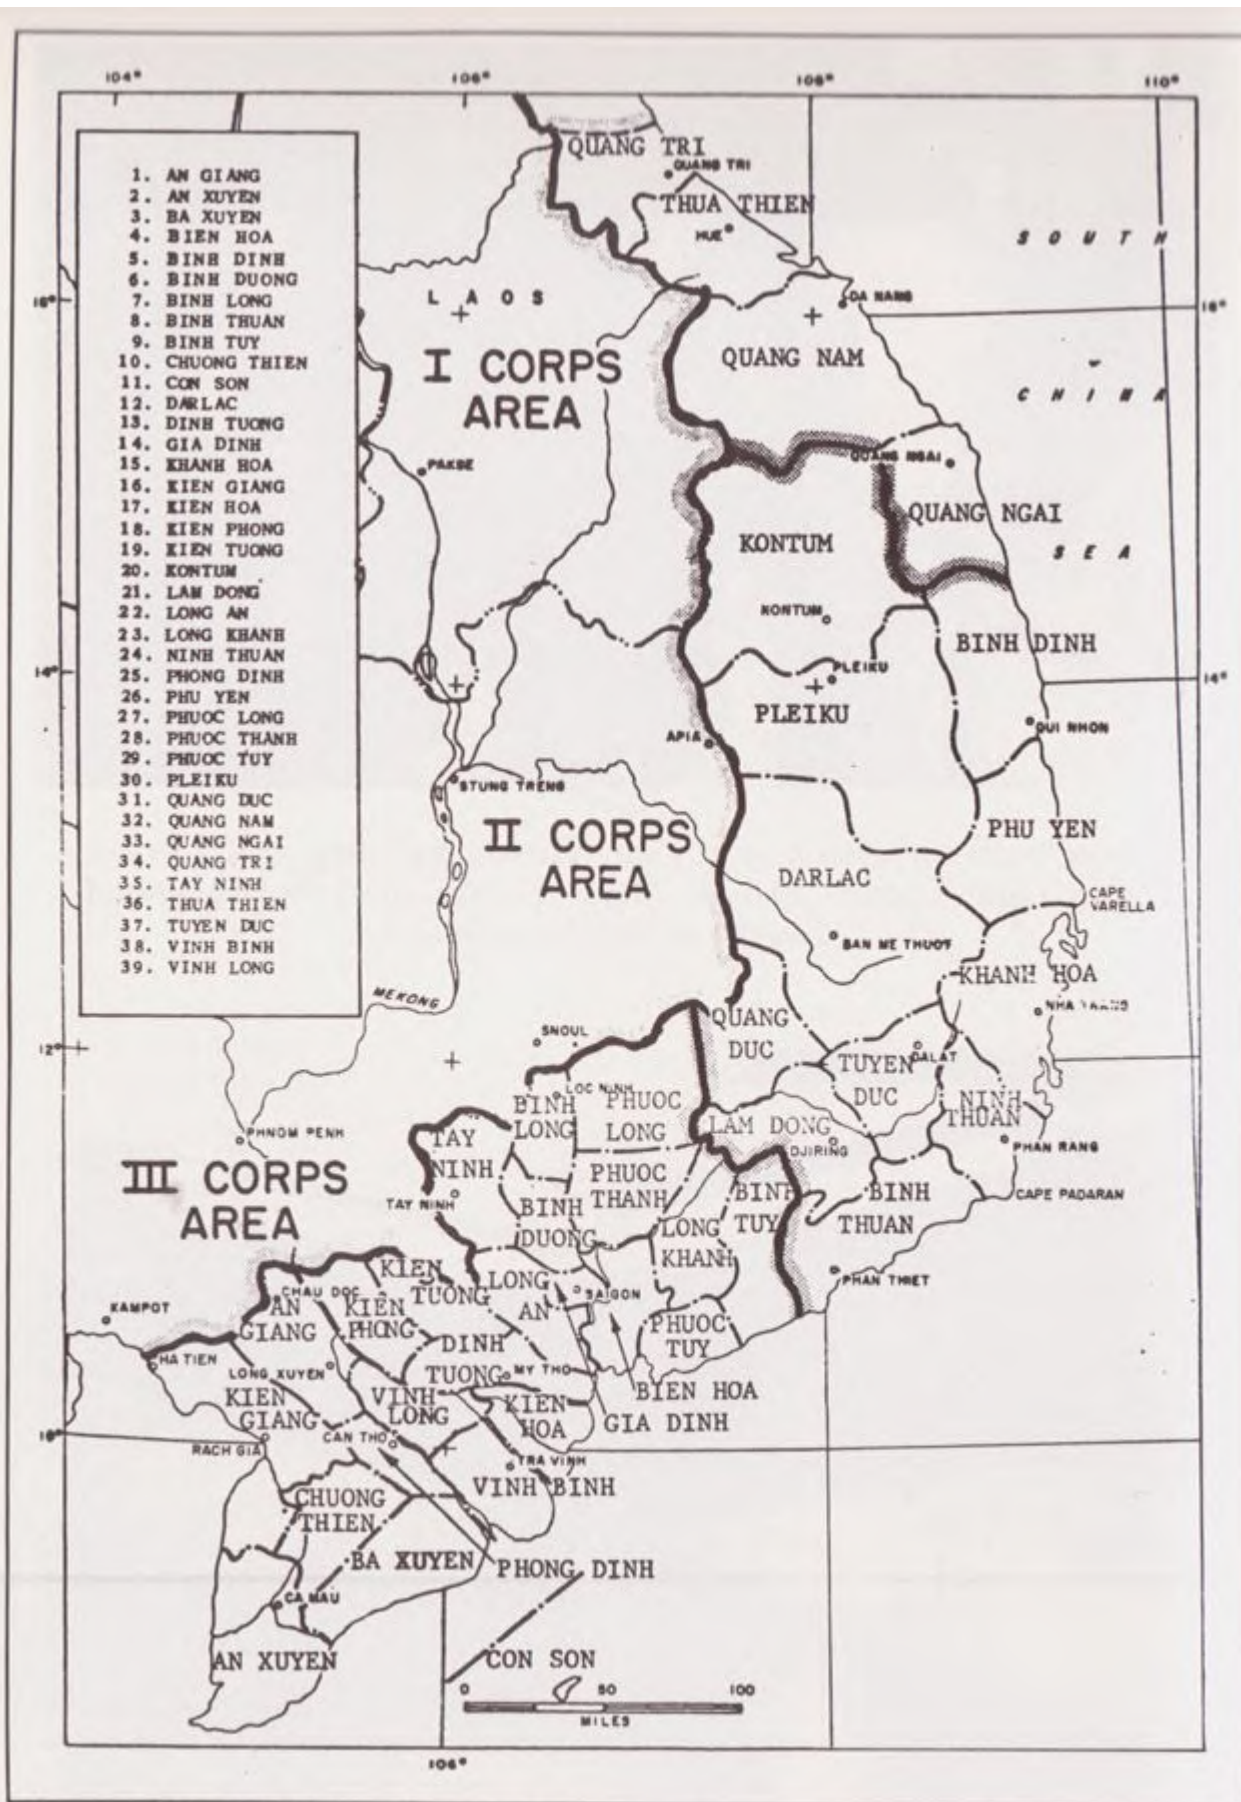 104°
106°
108°
110°
1. AN GIANG
2. AN XUYEN
3. BA XUYEN
4. BIEN HOA
5. BINH DINH
6. BINH DUONG
7. BINH LONG
8. BINH THUAN
9. BINH TUY
10. CHUONG THIEN
11. CON SON
12. DARLAC
13. DINH TUONG
14. GIA DINH
15. KHANH HOA
16. KIEN GIANG
17. KIEN HOA
18. KIEN PHONG
19. KIEN TUONG
20. KONTUM
21. LAM DONG
22. LONG AN
23. LONG KHANH
24. NINH THUAN
25. PHONG DINH
26. PHU YEN
27. PHUOC LONG
28. PHUOC THANH
29. PHUOC TUY
30. PLEIKU
31. QUANG DUC
32. QUANG NAM
33. QUANG NGAI
34. QUANG TRI
35. TAY NINH
36. THUA THIEN
37. TUYEN DUC
38. VINH BINH
39. VINH LONG
QUANG TRI
QUANG TRI
THUA THIEN
HUE
SOUTH
CHINA
SEA
16°
LAOS
DA NANG
16°
I CORPS
AREA
QUANG NAM
PAKSE
QUANG NGAI
QUANG NGAI
KONTUM
KONTUM
BINH DINH
14°
PLEIKU
14°
PLEIKU
APIA
QUI NHON
STUNG TRENG
II CORPS
AREA
PHU YEN
DARLAC
CAPE
VARELLA
BAN ME THUOT
KHANH HOA
MEKONG
NHA TRANG
SNOUL
QUANG
DUC
12°
TUYEN
DUC
DALAT
LOC NINH
BINH
LONG
PHUOC
LONG
LAM DONG
DJIRING
NINH
THUAN
PHNOM PENH
PHAN RANG
III CORPS
AREA
TAY
NINH
TAY NINH
PHUOC
THANH
BINH
DUONG
BINH
TUY
BINH
THUAN
CAPE PADARAN
LONG
KHANH
KIEN
TUONG
LONG
AN
SAIGON
PHAN THIET
KAMPOT
CHAU DOC
AN
GIANG
KIEN
PHONG
DINH
TUONG
MY THO
PHUOC
TUY
HA TIEN
LONG XUYEN
KIEN
GIANG
VINH
LONG
KIEN
HOA
BIEN HOA
GIA DINH
10°
RACH GIA
CAN THO
TRA VINH
VINH BINH
CHUONG
THIEN
BA XUYEN
PHONG DINH
CA MAU
AN XUYEN
CON SON
0 50 100
MILES
106°